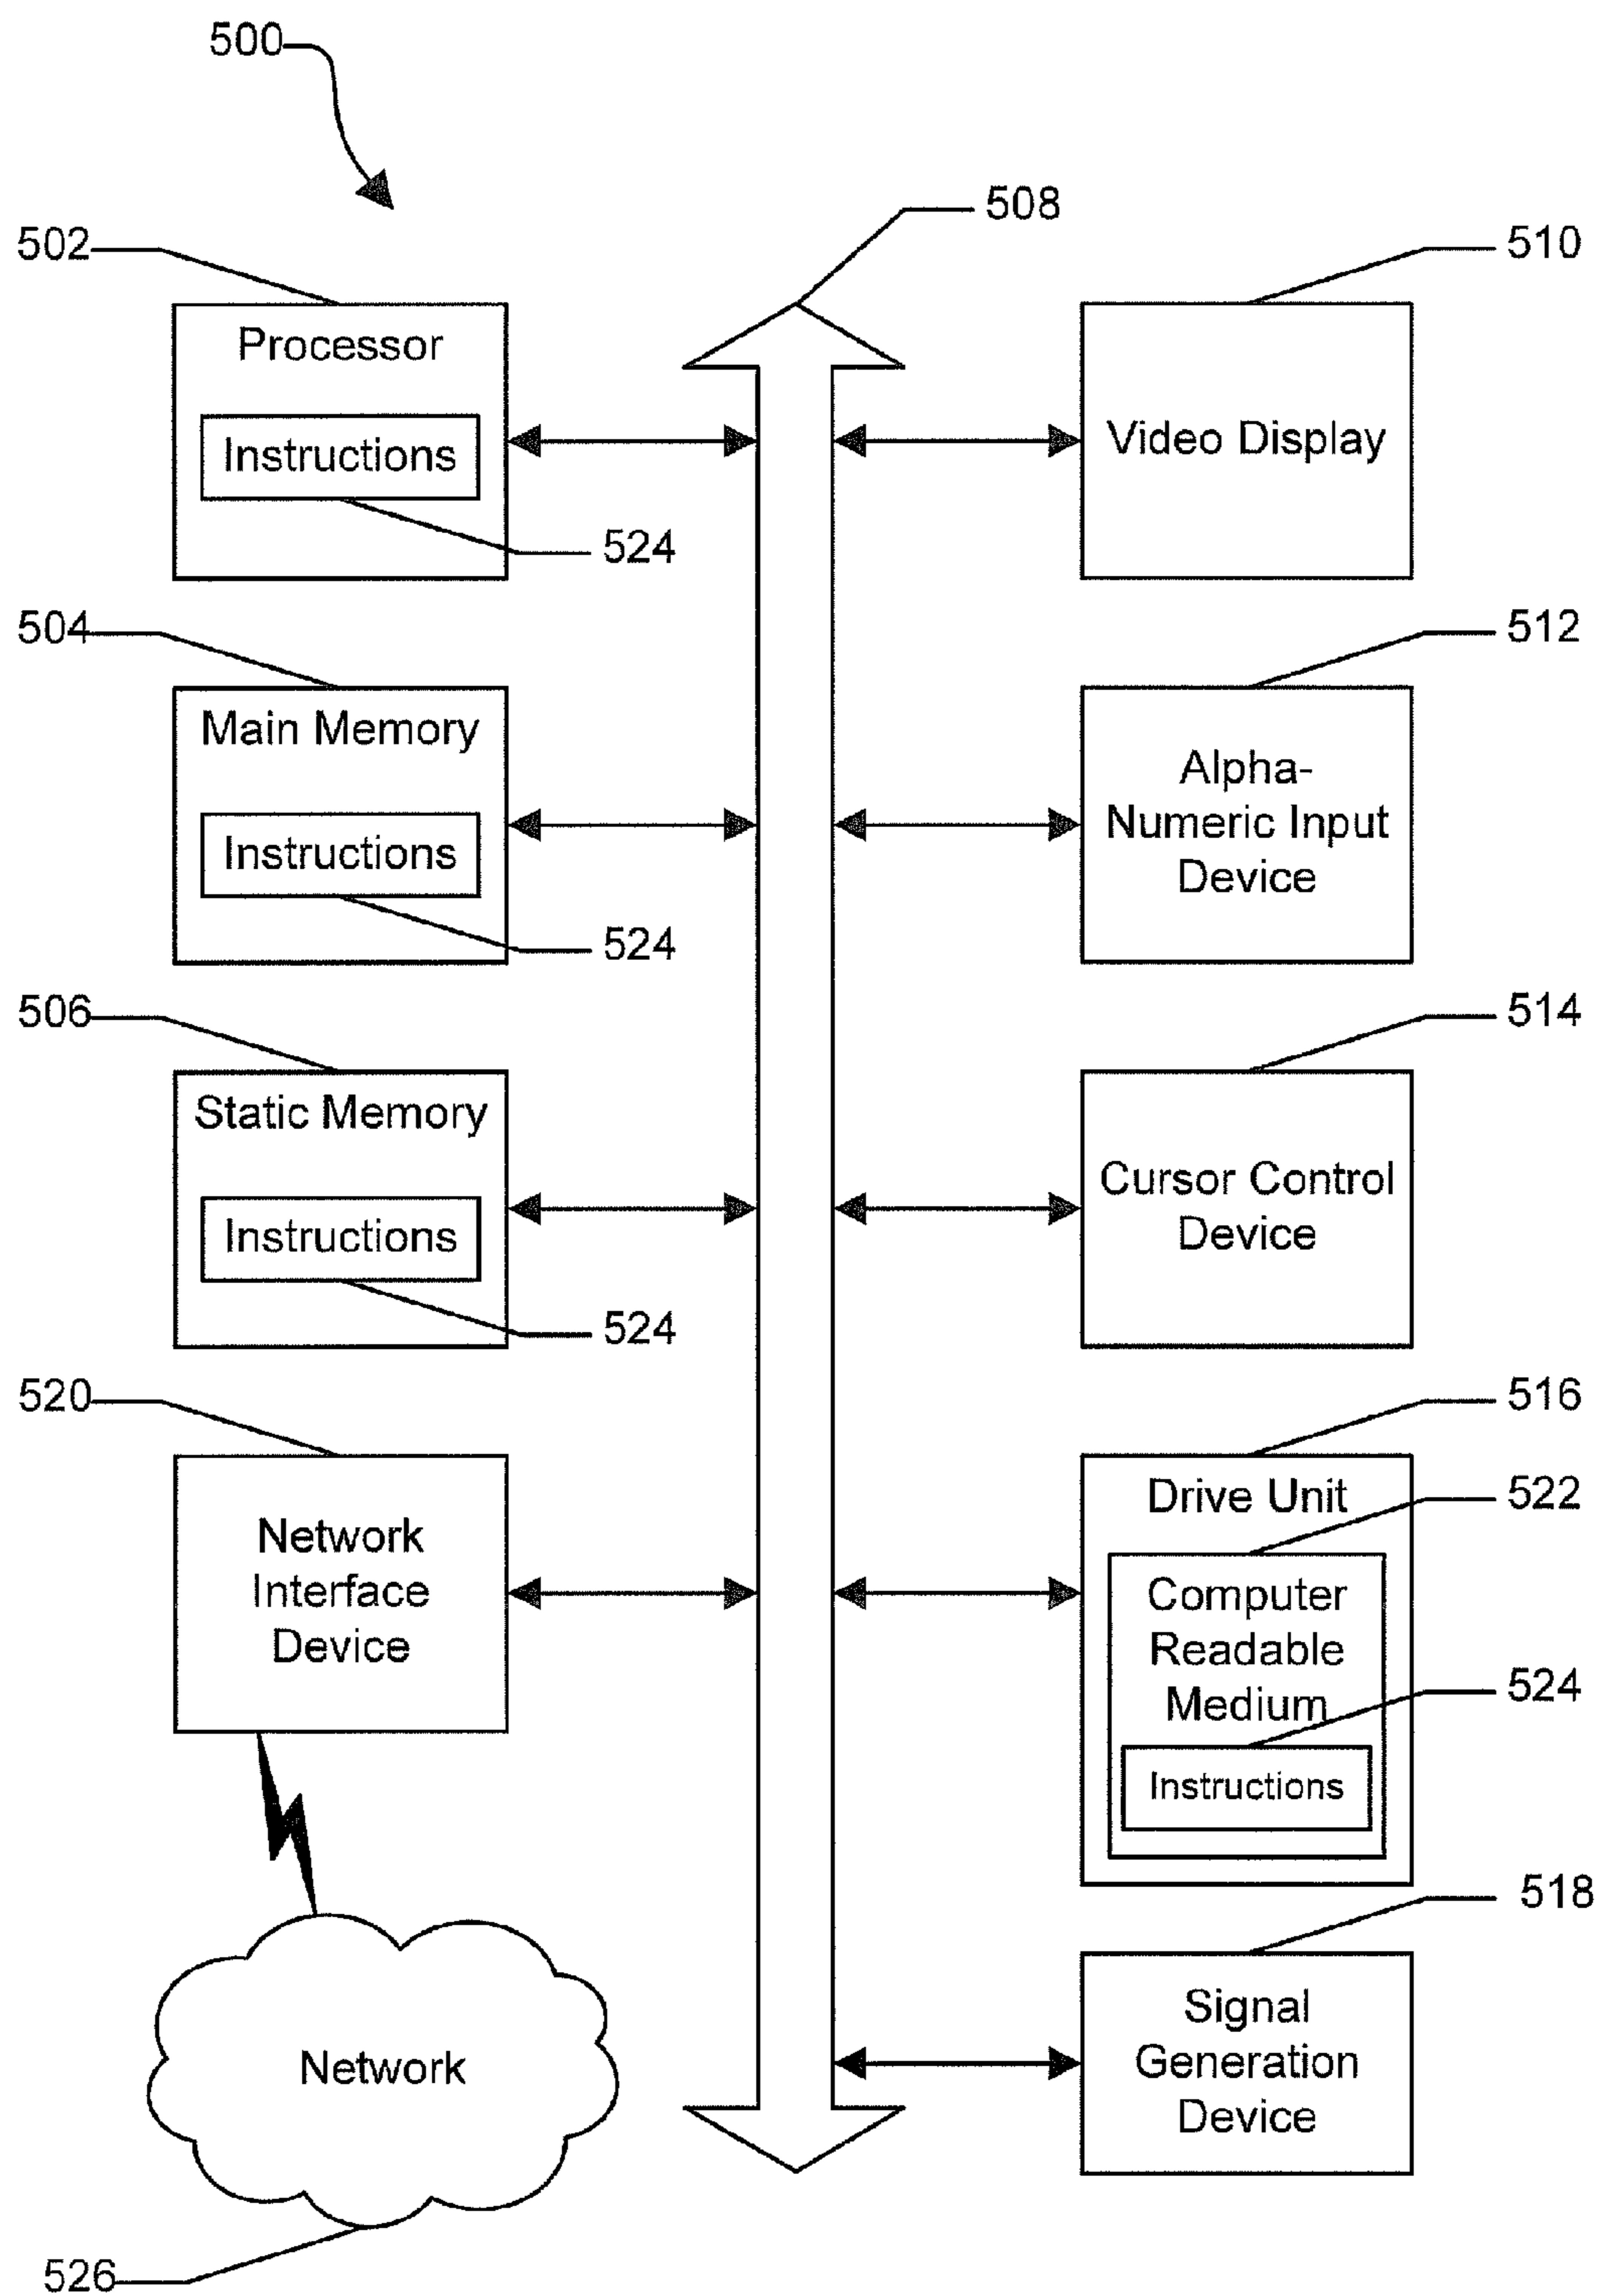 500
508
502
510
Processor
Instructions
524
Video Display
504
512
Main Memory
Instructions
524
Alpha-
Numeric Input
Device
506
514
Static Memory
Instructions
524
Cursor Control
Device
520
516
Network
Interface
Device
Drive Unit
522
Computer
Readable
Medium
524
Instructions
518
Network
Signal
Generation
Device
526